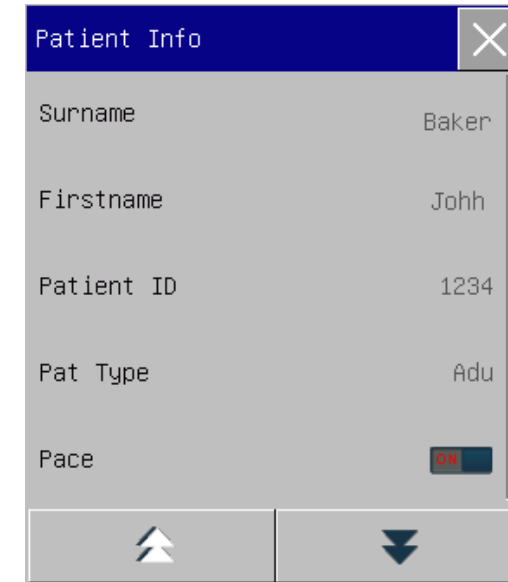 Patient Info
Surname Baker
Firstname Johh
Patient ID 1234
Pat Type Adu
Pace ON